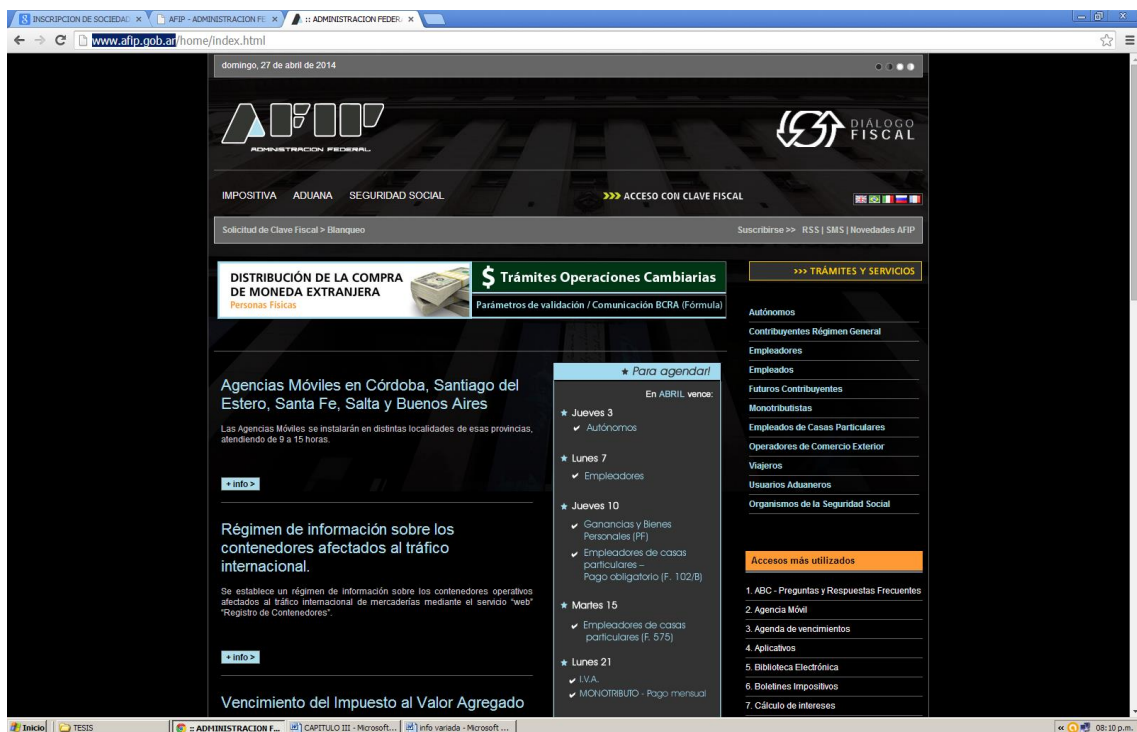 INSCRIPCION DE SOCIEDAD
AFIP - ADMINISTRACION FE
:: ADMINISTRACION FEDER
www.afip.gob.ar/home/index.html
domingo, 27 de abril de 2014
AFIP
ADMINISTRACION FEDERAL
DIÁLOGO
FISCAL
IMPOSITIVA ADUANA SEGURIDAD SOCIAL
>>> ACCESO CON CLAVE FISCAL
Solicitud de Clave Fiscal > Blanqueo
Suscribirse >> RSS | SMS | Novedades AFIP
DISTRIBUCIÓN DE LA COMPRA
DE MONEDA EXTRANJERA
Personas Físicas
$ Trámites Operaciones Cambiarias
Parámetros de validación / Comunicación BCRA (Fórmula)
>>> TRÁMITES Y SERVICIOS
Autónomos
Contribuyentes Régimen General
Empleadores
Empleados
Futuros Contribuyentes
Monotributistas
Empleados de Casas Particulares
Operadores de Comercio Exterior
Viajeros
Usuarios Aduaneros
Organismos de la Seguridad Social
Agencias Móviles en Córdoba, Santiago del
Estero, Santa Fe, Salta y Buenos Aires
Las Agencias Móviles se instalarán en distintas localidades de esas provincias,
atendiendo de 9 a 15 horas.
+ info >
Régimen de información sobre los
contenedores afectados al tráfico
internacional.
Se establece un régimen de información sobre los contenedores operativos
afectados al tráfico internacional de mercaderías mediante el servicio "web"
"Registro de Contenedores".
+ info >
Vencimiento del Impuesto al Valor Agregado
Para agendar!
En ABRIL vence:
Jueves 3
Autónomos
Lunes 7
Empleadores
Jueves 10
Ganancias y Bienes
Personales (PF)
Empleadores de casas
particulares –
Pago obligatorio (F. 102/B)
Martes 15
Empleadores de casas
particulares (F. 575)
Lunes 21
I.V.A.
MONOTRIBUTO - Pago mensual
Accesos más utilizados
1. ABC - Preguntas y Respuestas Frecuentes
2. Agencia Móvil
3. Agenda de vencimientos
4. Aplicativos
5. Biblioteca Electrónica
6. Boletines Impositivos
7. Cálculo de intereses
Inicio
TESIS
:: ADMINISTRACION F...
CAPITULO III - Microsoft...
info variada - Microsoft ...
08:10 p.m.